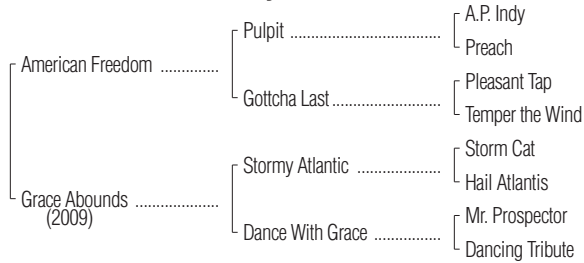 A.P. Indy
Pulpit
Preach
American Freedom
Pleasant Tap
Gottcha Last
Temper the Wind
Storm Cat
Stormy Atlantic
Hail Atlantis
Grace Abounds
(2009)
Mr. Prospector
Dance With Grace
Dancing Tribute